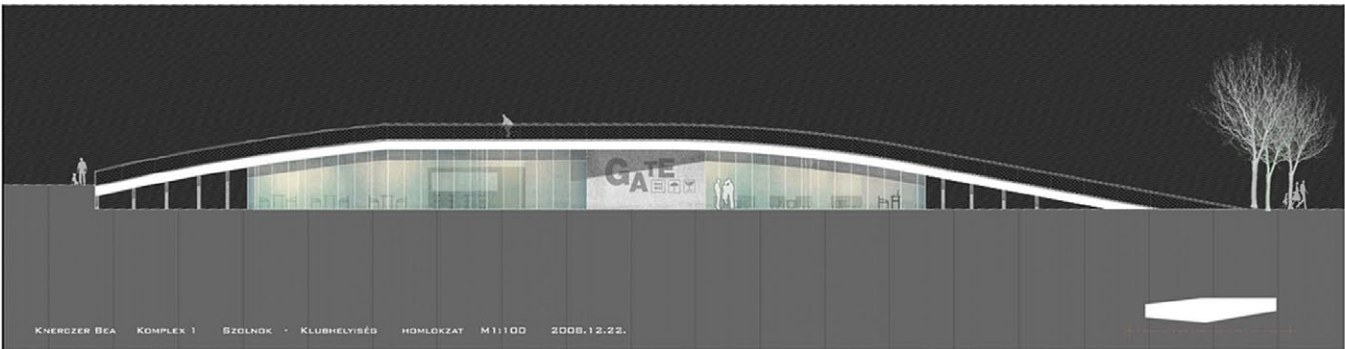 GATE
KNERCZER BEA KOMPLEX 1 SZOLNOK - KLUBHELYISÉG HOMLOKZAT M1:100 2008.12.22.